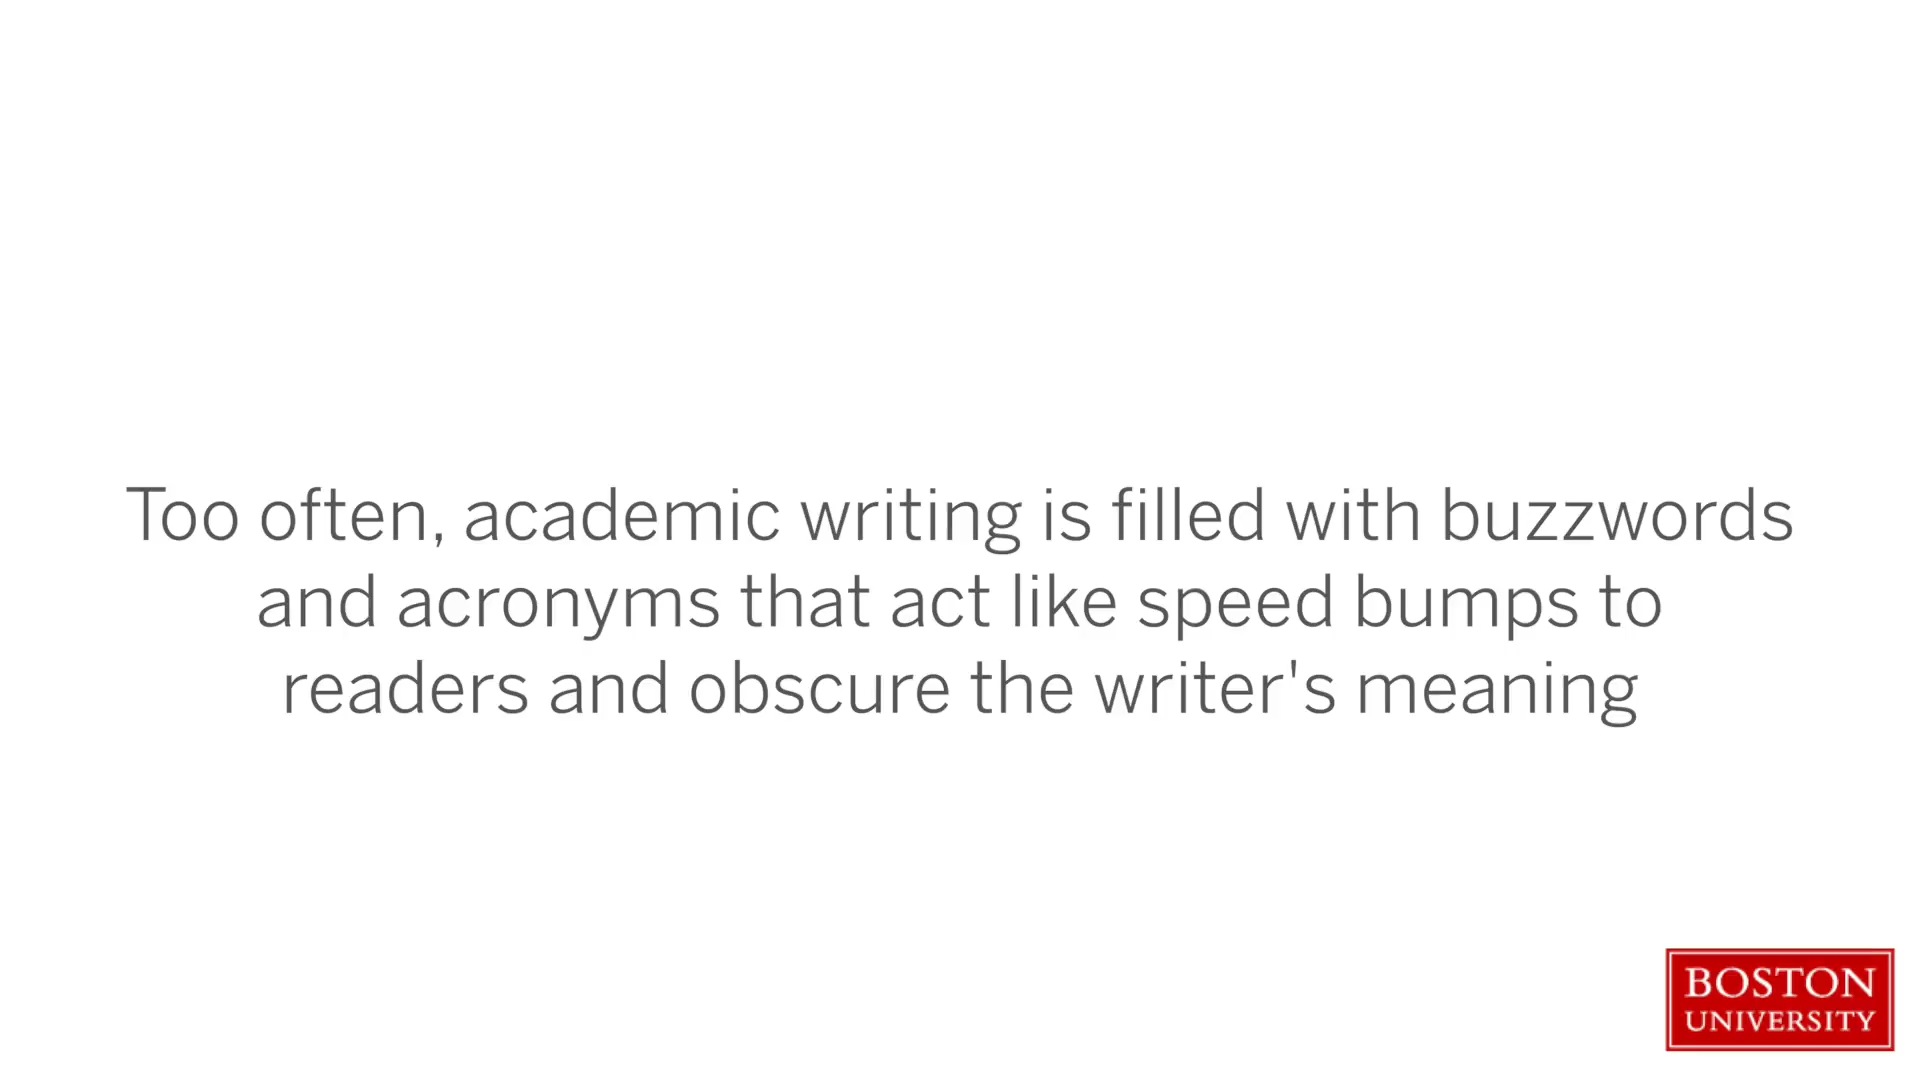 Too often, academic writing is filled with buzzwords
and acronyms that act like speed bumps to
readers and obscure the writer's meaning
BOSTON
UNIVERSITY